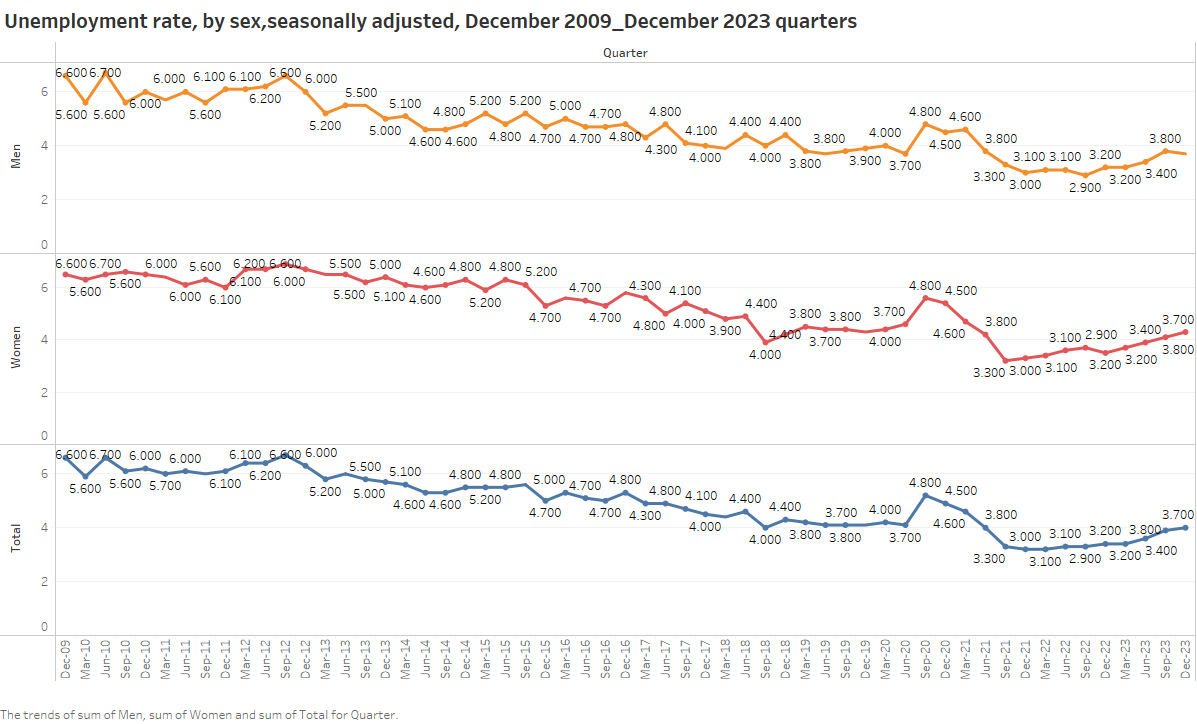 Unemployment rate, by sex,seasonally adjusted, December 2009_December 2023 quarters
Quarter
Men
6
4
2
0
6.600 6.700 6.000 6.100 6.100 6.600 6.000 5.500 5.100 4.800 5.200 5.200 5.000 4.700 4.800 4.100 4.400 4.400 3.800 4.000 4.800 4.600 3.800 3.100 3.100 3.200 3.800
5.600 5.600 6.000 5.600 6.200 5.200 5.000 4.600 4.600 4.800 4.700 4.700 4.800 4.300 4.000 4.000 3.800 3.900 3.700 4.500 3.300 3.000 2.900 3.200 3.400
Women
6
4
2
0
6.600 6.700 6.000 5.600 6.200 6.600 5.500 5.000 4.600 4.800 4.800 5.200 4.700 4.300 4.100 4.400 3.800 3.800 3.700 4.800 4.500 3.800 3.100 2.900 3.400 3.700
5.600 5.600 6.000 6.100 6.100 6.000 5.500 5.100 4.600 5.200 4.700 4.700 4.800 4.000 3.900 4.000 4.400 3.700 4.000 4.600 3.300 3.000 3.100 3.200 3.200 3.800
Total
6
4
2
0
6.600 6.700 6.000 6.000 6.100 6.600 6.000 5.500 5.100 4.800 4.800 5.000 4.700 4.800 4.800 4.100 4.400 4.400 3.700 4.000 4.800 4.500 3.800 3.000 3.100 3.200 3.800 3.700
5.600 5.600 5.700 6.100 6.200 5.200 5.000 4.600 4.600 5.200 4.700 4.700 4.300 4.000 4.000 3.800 3.800 3.700 4.600 3.300 3.100 2.900 3.200 3.400
Dec-09 Mar-10 Jun-10 Sep-10 Dec-10 Mar-11 Jun-11 Sep-11 Dec-11 Mar-12 Jun-12 Sep-12 Dec-12 Mar-13 Jun-13 Sep-13 Dec-13 Mar-14 Jun-14 Sep-14 Dec-14 Mar-15 Jun-15 Sep-15 Dec-15 Mar-16 Jun-16 Sep-16 Dec-16 Mar-17 Jun-17 Sep-17 Dec-17 Mar-18 Jun-18 Sep-18 Dec-18 Mar-19 Jun-19 Sep-19 Dec-19 Mar-20 Jun-20 Sep-20 Dec-20 Mar-21 Jun-21 Sep-21 Dec-21 Mar-22 Jun-22 Sep-22 Dec-22 Mar-23 Jun-23 Sep-23 Dec-23
The trends of sum of Men, sum of Women and sum of Total for Quarter.